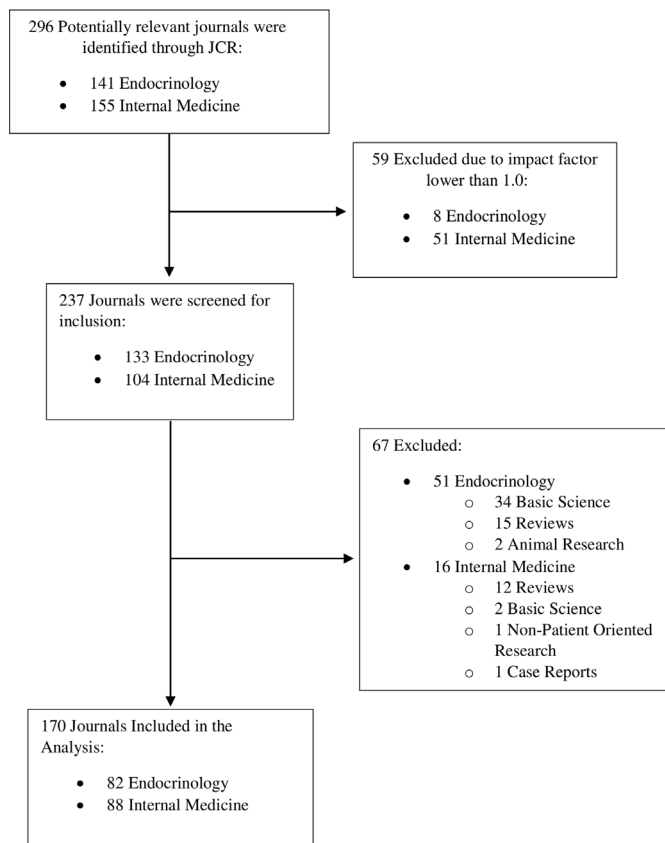 296 Potentially relevant journals were
identified through JCR:
• 141 Endocrinology
• 155 Internal Medicine
59 Excluded due to impact factor
lower than 1.0:
• 8 Endocrinology
• 51 Internal Medicine
237 Journals were screened for
inclusion:
• 133 Endocrinology
• 104 Internal Medicine
67 Excluded:
• 51 Endocrinology
o 34 Basic Science
o 15 Reviews
o 2 Animal Research
• 16 Internal Medicine
o 12 Reviews
o 2 Basic Science
o 1 Non-Patient Oriented
Research
o 1 Case Reports
170 Journals Included in the
Analysis:
• 82 Endocrinology
• 88 Internal Medicine